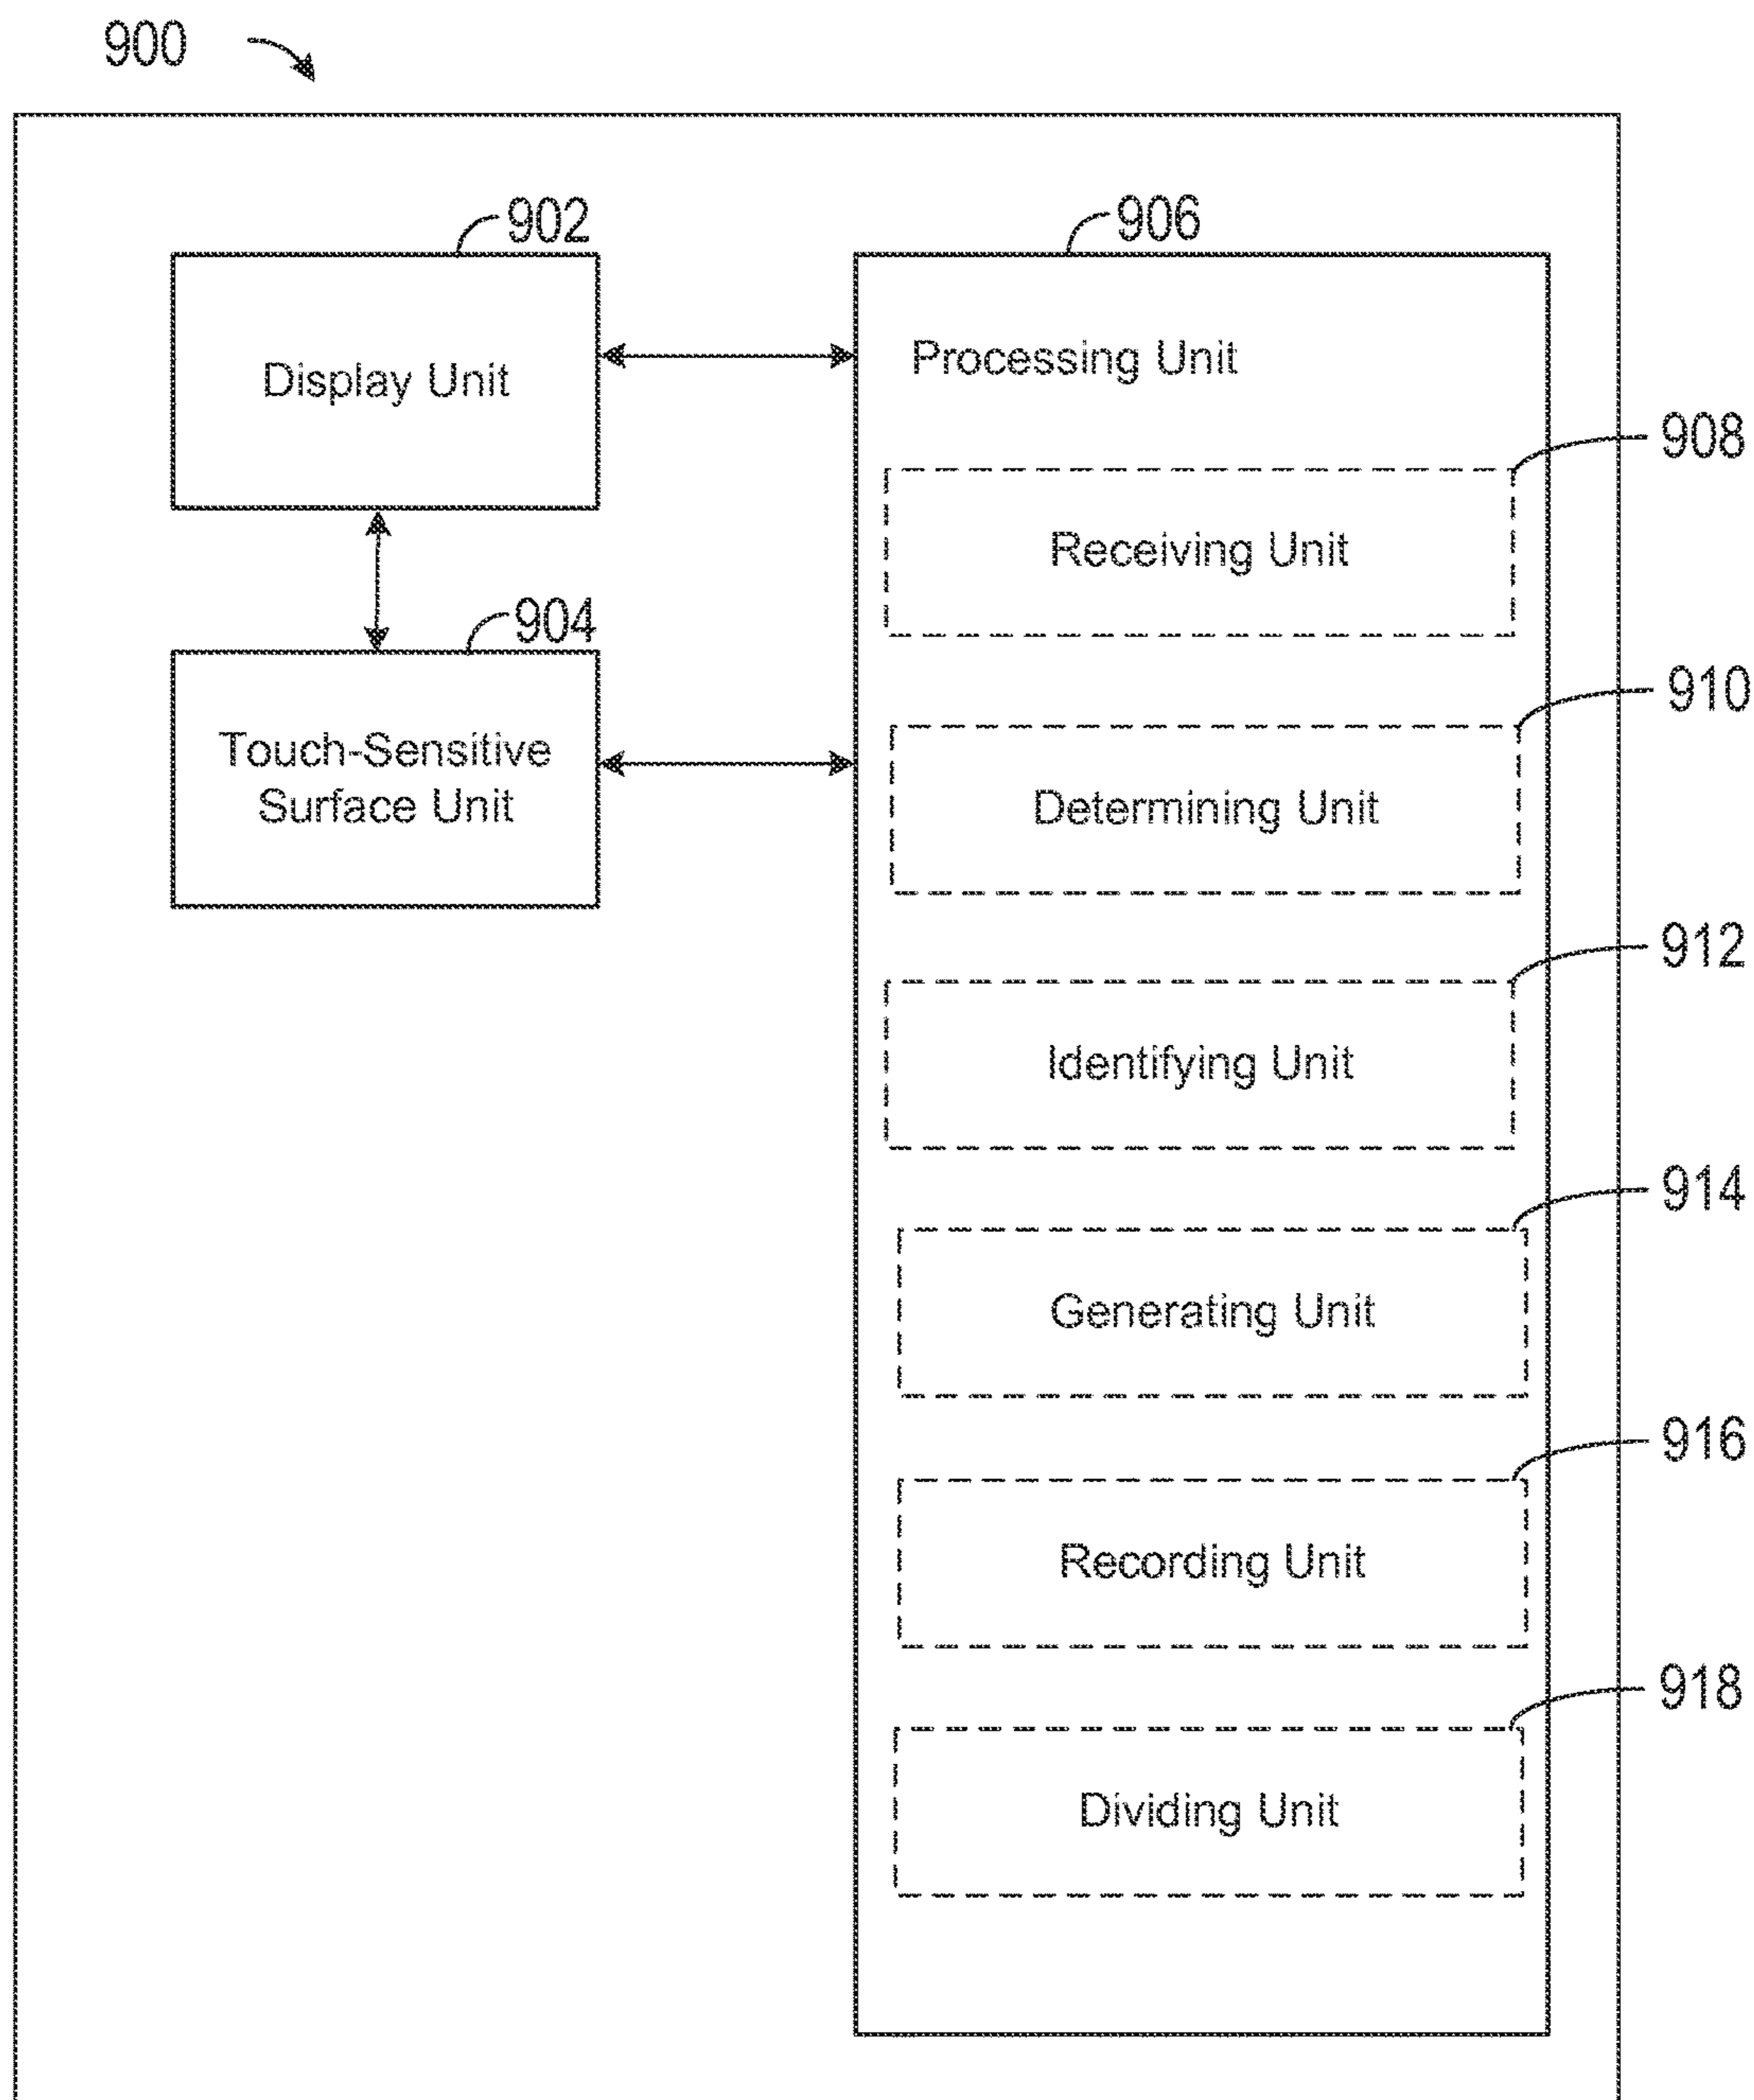 900
902
906
Display Unit
Processing Unit
908
Receiving Unit
904
Touch-Sensitive
Surface Unit
910
Determining Unit
912
Identifying Unit
914
Generating Unit
916
Recording Unit
918
Dividing Unit